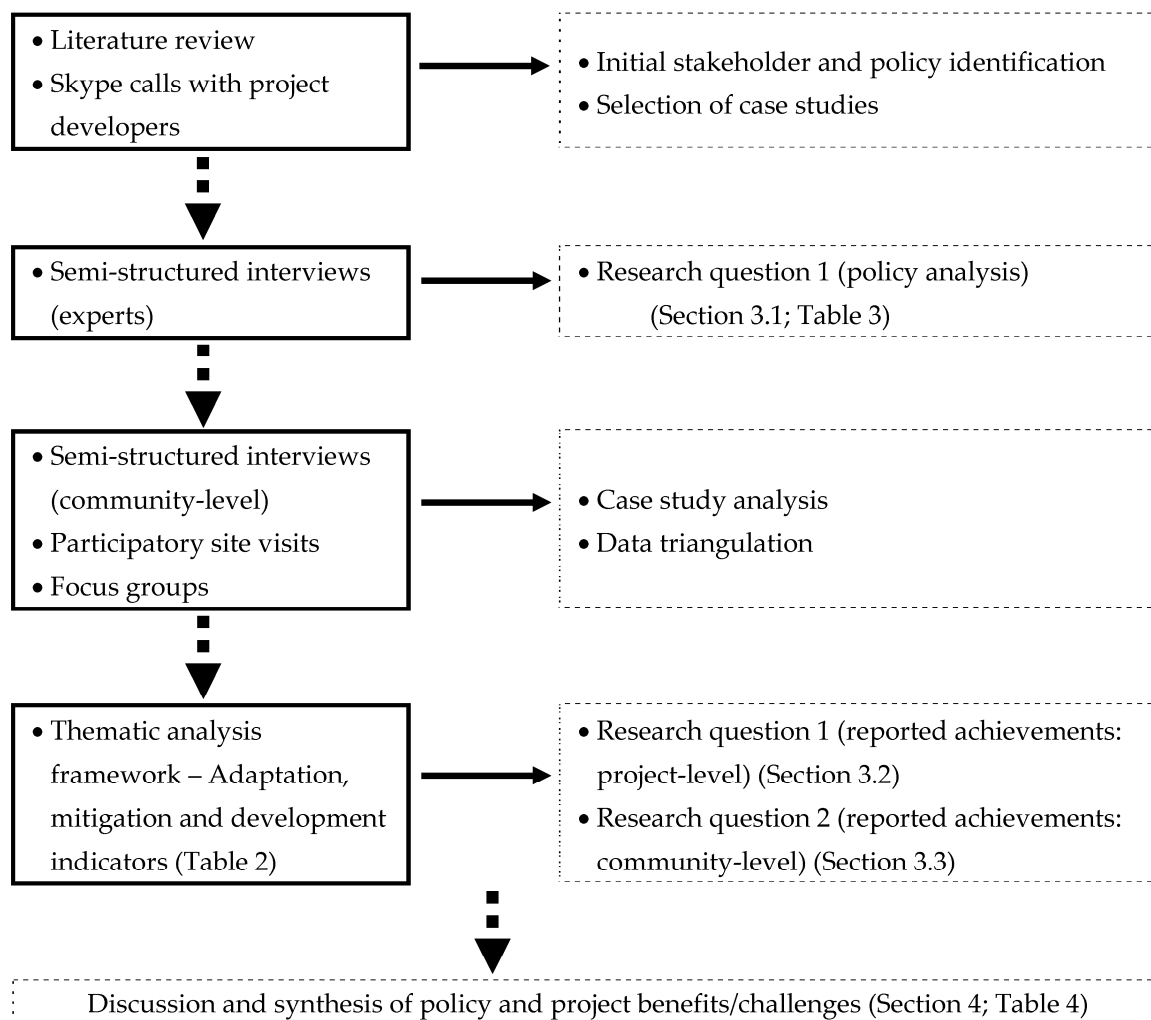 • Literature review
• Skype calls with project
developers
• Initial stakeholder and policy identification
• Selection of case studies
• Semi-structured interviews
(experts)
• Research question 1 (policy analysis)
(Section 3.1; Table 3)
• Semi-structured interviews
(community-level)
• Participatory site visits
• Focus groups
• Case study analysis
• Data triangulation
• Thematic analysis
framework – Adaptation,
mitigation and development
indicators (Table 2)
• Research question 1 (reported achievements:
project-level) (Section 3.2)
• Research question 2 (reported achievements:
community-level) (Section 3.3)
Discussion and synthesis of policy and project benefits/challenges (Section 4; Table 4)